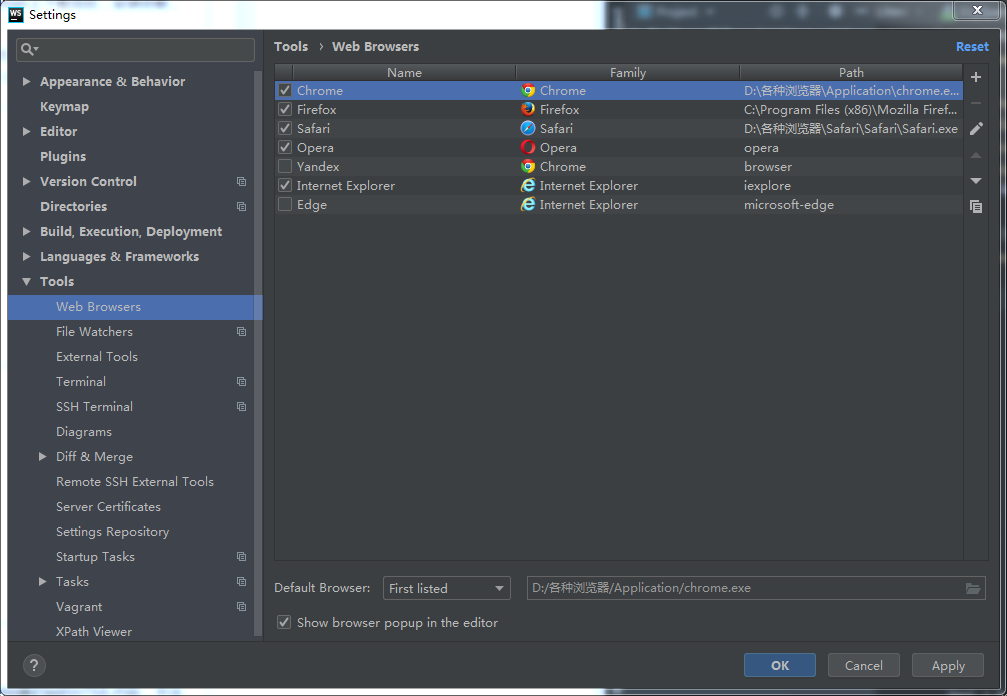 WS Settings
Tools › Web Browsers Reset
Appearance & Behavior
Keymap
Editor
Plugins
Version Control
Directories
Build, Execution, Deployment
Languages & Frameworks
Tools
Web Browsers
File Watchers
External Tools
Terminal
SSH Terminal
Diagrams
Diff & Merge
Remote SSH External Tools
Server Certificates
Settings Repository
Startup Tasks
Tasks
Vagrant
XPath Viewer
Name Family Path
Chrome Chrome D:\各种浏览器\Application\chrome.e...
Firefox Firefox C:\Program Files (x86)\Mozilla Firef...
Safari Safari D:\各种浏览器\Safari\Safari\Safari.exe
Opera Opera opera
Yandex Chrome browser
Internet Explorer Internet Explorer iexplore
Edge Internet Explorer microsoft-edge
Default Browser: First listed D:/各种浏览器/Application/chrome.exe
Show browser popup in the editor
? OK Cancel Apply